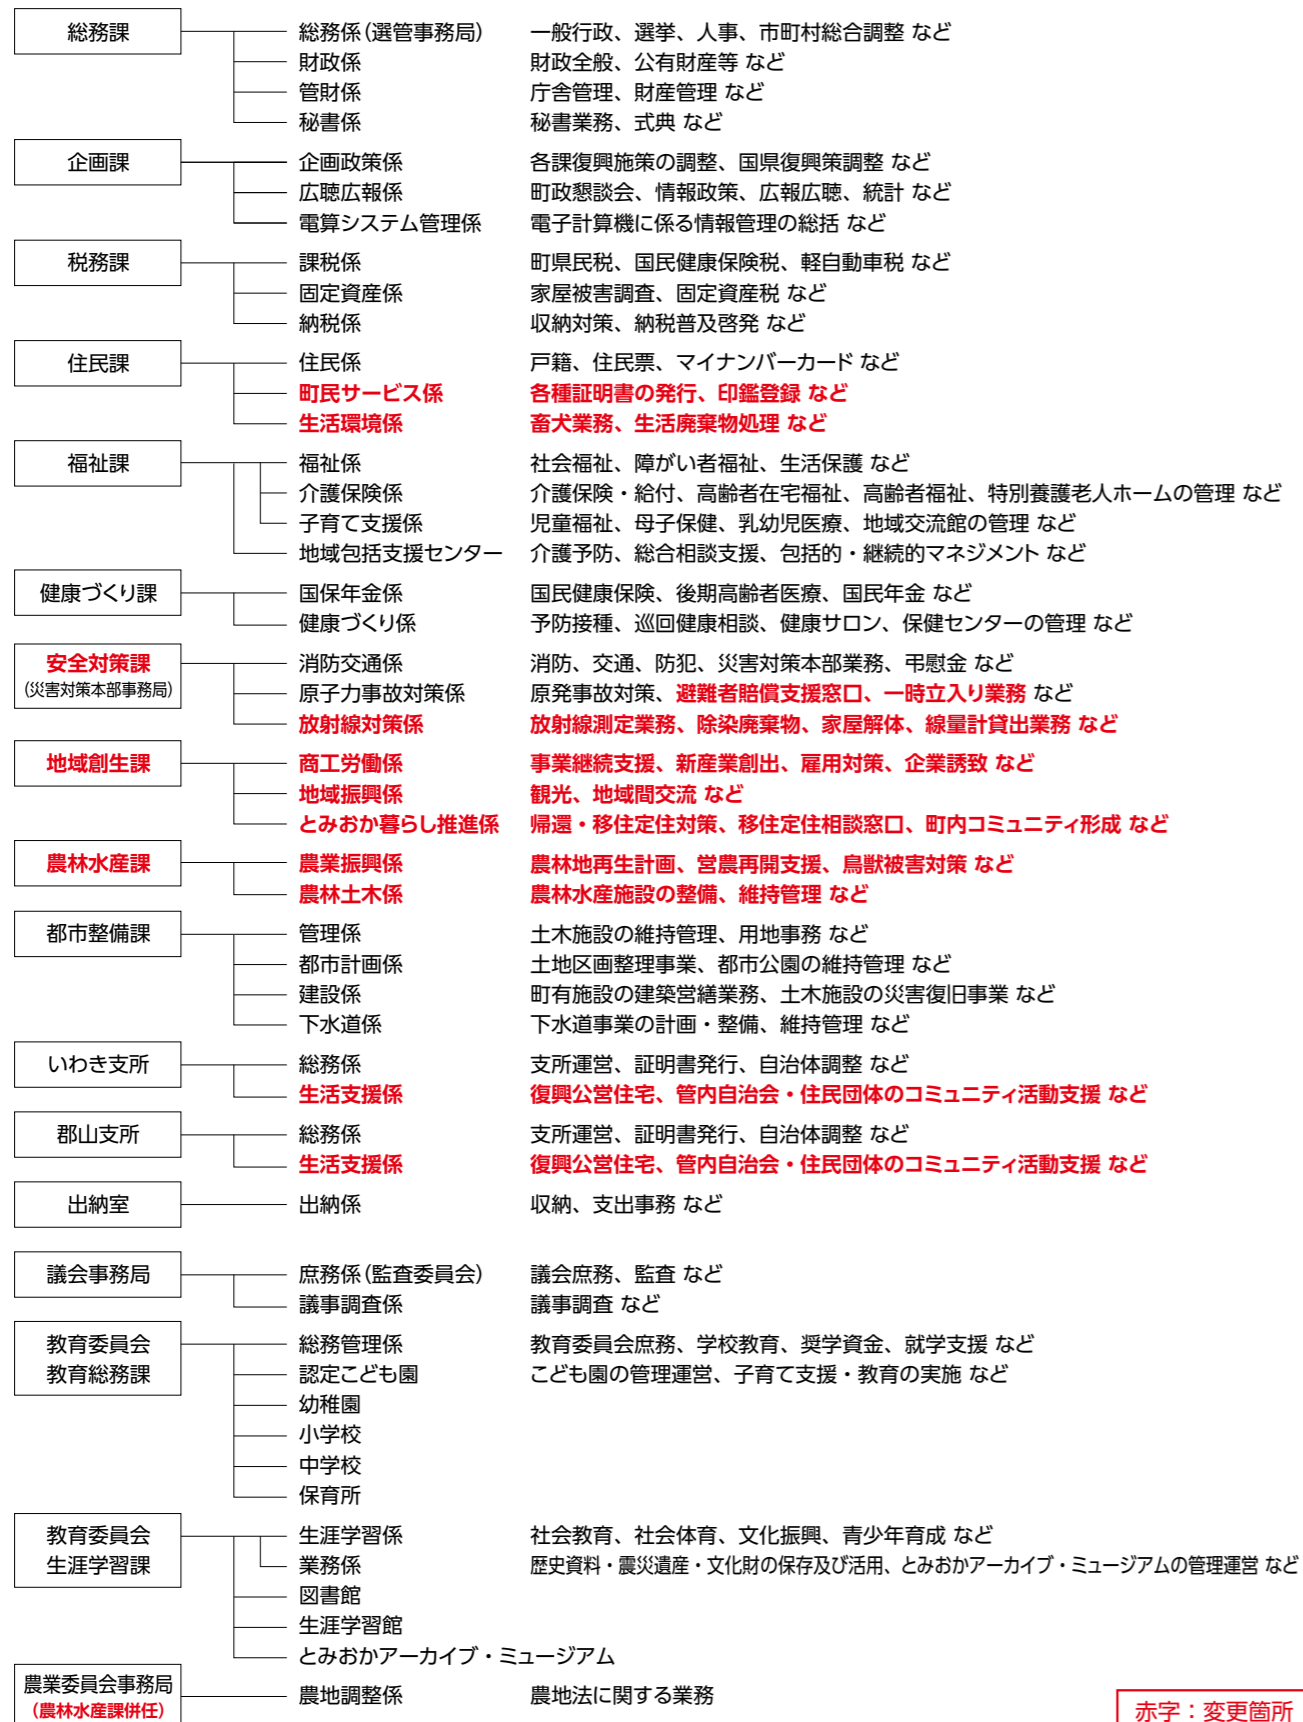 総務課 総務係（選管事務局） 一般行政、選挙、人事、市町村総合調整 など
財政係 財政全般、公有財産等 など
管財係 庁舎管理、財産管理 など
秘書係 秘書業務、式典 など
企画課 企画政策係 各課復興施策の調整、国県復興策調整 など
広聴広報係 町政懇談会、情報政策、広報広聴、統計 など
電算システム管理係 電子計算機に係る情報管理の総括 など
税務課 課税係 町県民税、国民健康保険税、軽自動車税 など
固定資産係 家屋被害調査、固定資産税 など
納税係 収納対策、納税普及啓発 など
住民課 住民係 戸籍、住民票、マイナンバーカード など
町民サービス係 各種証明書の発行、印鑑登録 など
生活環境係 畜犬業務、生活廃棄物処理 など
福祉課 福祉係 社会福祉、障がい者福祉、生活保護 など
介護保険係 介護保険・給付、高齢者在宅福祉、高齢者福祉、特別養護老人ホームの管理 など
子育て支援係 児童福祉、母子保健、乳幼児医療、地域交流館の管理 など
地域包括支援センター 介護予防、総合相談支援、包括的・継続的マネジメント など
健康づくり課 国保年金係 国民健康保険、後期高齢者医療、国民年金 など
健康づくり係 予防接種、巡回健康相談、健康サロン、保健センターの管理 など
安全対策課 消防交通係 消防、交通、防犯、災害対策本部業務、弔慰金 など
（災害対策本部事務局） 原子力事故対策係 原発事故対策、避難者賠償支援窓口、一時立入り業務 など
放射線対策係 放射線測定業務、除染廃棄物、家屋解体、線量計貸出業務 など
地域創生課 商工労働係 事業継続支援、新産業創出、雇用対策、企業誘致 など
地域振興係 観光、地域間交流 など
とみおか暮らし推進係 帰還・移住定住対策、移住定住相談窓口、町内コミュニティ形成 など
農林水産課 農業振興係 農林地再生計画、営農再開支援、鳥獣被害対策 など
農林土木係 農林水産施設の整備、維持管理 など
都市整備課 管理係 土木施設の維持管理、用地事務 など
都市計画係 土地区画整理事業、都市公園の維持管理 など
建設係 町有施設の建築営繕業務、土木施設の災害復旧事業 など
下水道係 下水道事業の計画・整備、維持管理 など
いわき支所 総務係 支所運営、証明書発行、自治体調整 など
生活支援係 復興公営住宅、管内自治会・住民団体のコミュニティ活動支援 など
郡山支所 総務係 支所運営、証明書発行、自治体調整 など
生活支援係 復興公営住宅、管内自治会・住民団体のコミュニティ活動支援 など
出納室 出納係 収納、支出事務 など
議会事務局 庶務係（監査委員会） 議会庶務、監査 など
議事調査係 議事調査 など
教育委員会 総務管理係 教育委員会庶務、学校教育、奨学資金、就学支援 など
教育総務課 認定こども園 こども園の管理運営、子育て支援・教育の実施 など
幼稚園
小学校
中学校
保育所
教育委員会 生涯学習係 社会教育、社会体育、文化振興、青少年育成 など
生涯学習課 業務係 歴史資料・震災遺産・文化財の保存及び活用、とみおかアーカイブ・ミュージアムの管理運営 など
図書館
生涯学習館
とみおかアーカイブ・ミュージアム
農業委員会事務局 農地調整係 農地法に関する業務
（農林水産課併任）
赤字：変更箇所